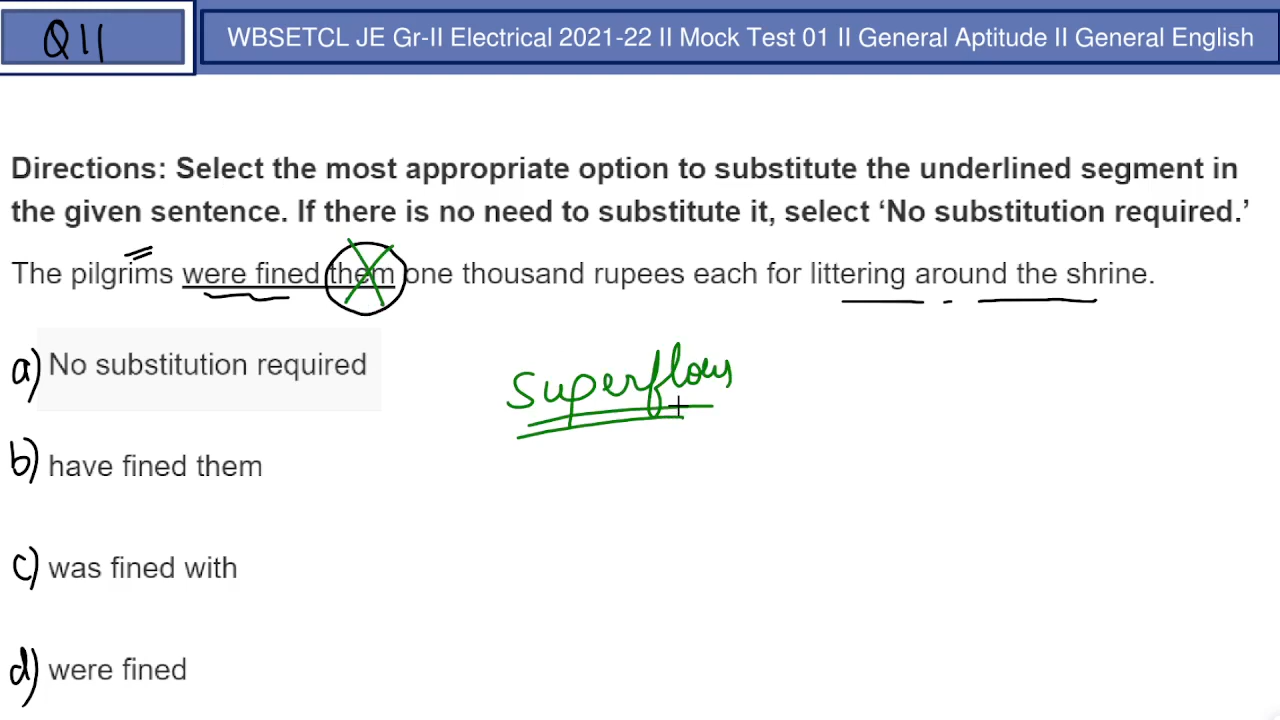 Q11
WBSETCL JE Gr-II Electrical 2021-22 II Mock Test 01 II General Aptitude II General English
Directions: Select the most appropriate option to substitute the underlined segment in
the given sentence. If there is no need to substitute it, select ‘No substitution required.’
The pilgrims were fined them one thousand rupees each for littering around the shrine.
a) No substitution required
superflous
b) have fined them
c) was fined with
d) were fined